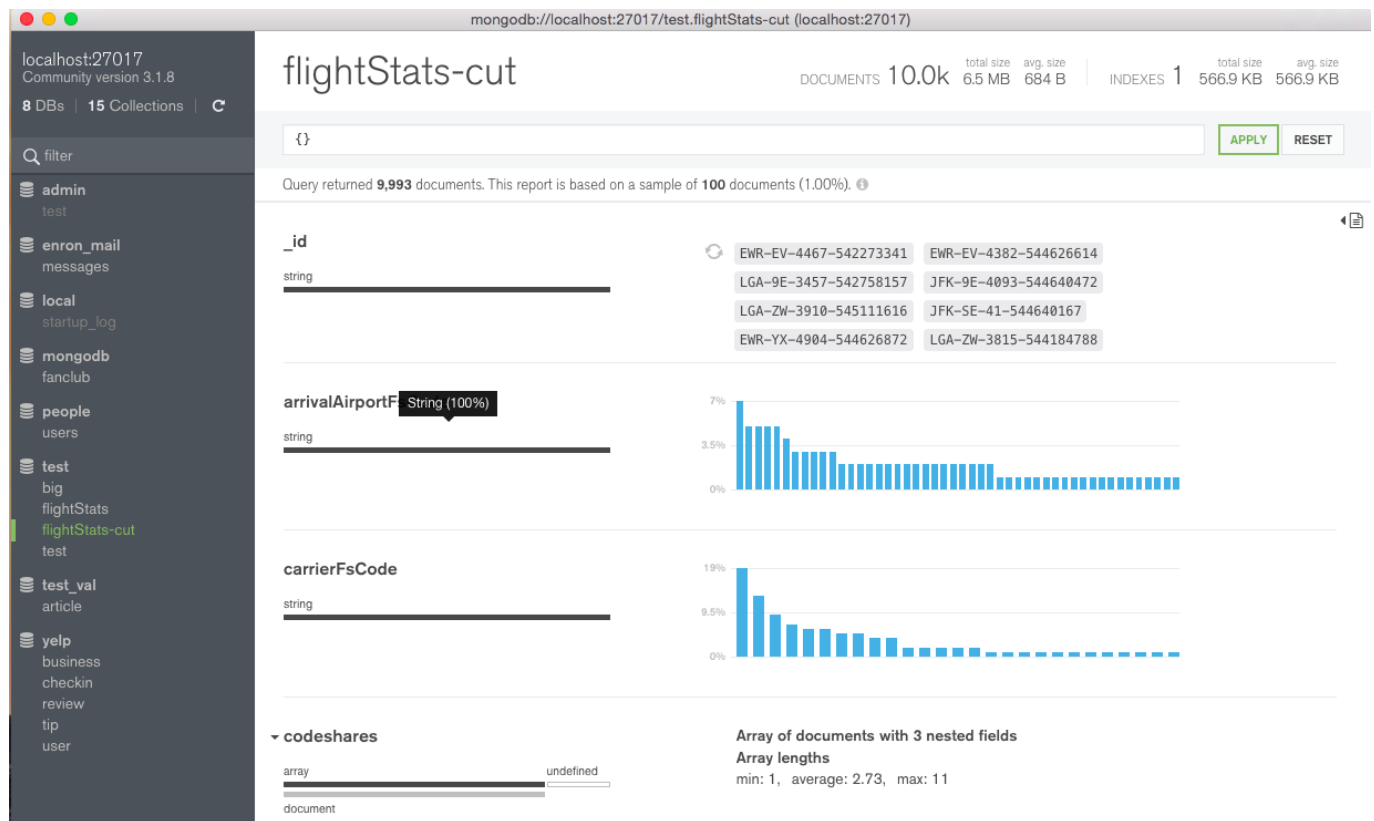 mongodb://localhost:27017/test.flightStats-cut (localhost:27017)
localhost:27017
Community version 3.1.8
8 DBs | 15 Collections
filter
admin
test
enron_mail
messages
local
startup_log
mongodb
fanclub
people
users
test
big
flightStats
flightStats-cut
test
test_val
article
yelp
business
checkin
review
tip
user
flightStats-cut
DOCUMENTS 10.0k total size 6.5 MB avg. size 684 B INDEXES 1 total size 566.9 KB avg. size 566.9 KB
{} APPLY RESET
Query returned 9,993 documents. This report is based on a sample of 100 documents (1.00%).
_id
string
EWR-EV-4467-542273341 EWR-EV-4382-544626614
LGA-9E-3457-542758157 JFK-9E-4093-544640472
LGA-ZW-3910-545111616 JFK-SE-41-544640167
EWR-YX-4904-544626872 LGA-ZW-3815-544184788
arrivalAirportF
String (100%)
string
7%
3.5%
0%
carrierFsCode
string
19%
9.5%
0%
codeshares
array undefined
document
Array of documents with 3 nested fields
Array lengths
min: 1, average: 2.73, max: 11